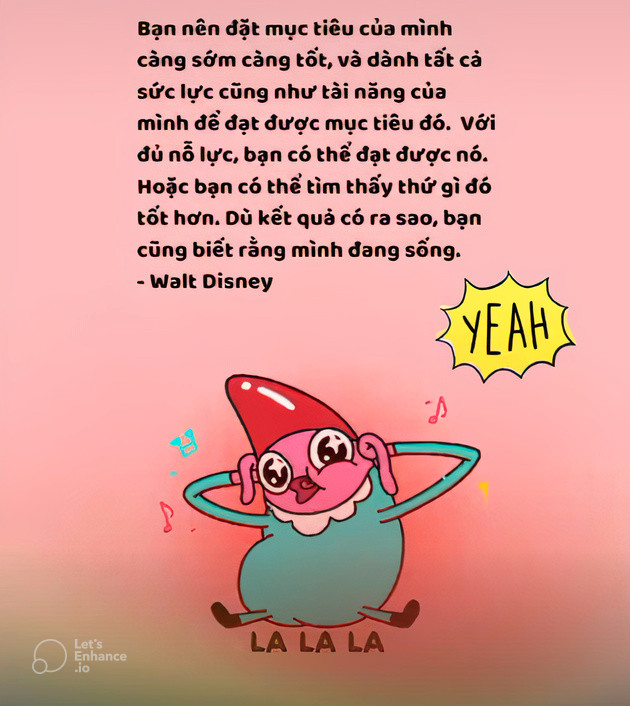 Bạn nên đặt mục tiêu của mình
càng sớm càng tốt, và dành tất cả
sức lực cũng như tài năng của
mình để đạt được mục tiêu đó.  Với
đủ nỗ lực, bạn có thể đạt được nó.
Hoặc bạn có thể tìm thấy thứ gì đó
tốt hơn. Dù kết quả có ra sao, bạn
cũng biết rằng mình đang sống.
- Walt Disney
YEAH
LA LA LA
Let's
Enhance
.io